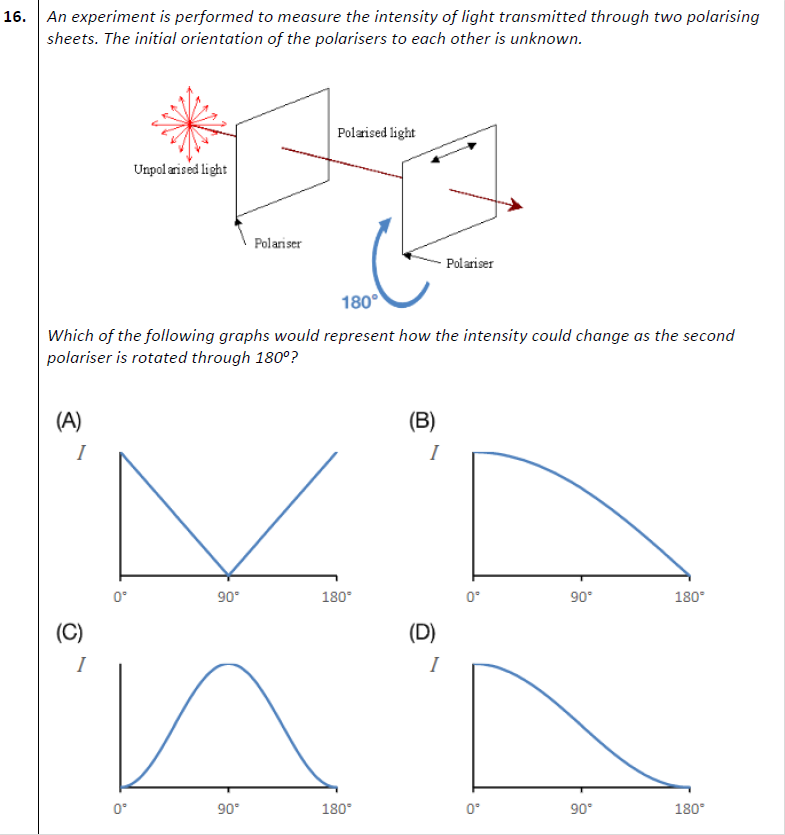 16. An experiment is performed to measure the intensity of light transmitted through two polarising
sheets. The initial orientation of the polarisers to each other is unknown.
Polarised light
Unpolarised light
Polariser
Polariser
180°
Which of the following graphs would represent how the intensity could change as the second
polariser is rotated through 180º?
(A)
I
0°
90°
180°
(B)
I
0°
90°
180°
(C)
I
0°
90°
180°
(D)
I
0°
90°
180°